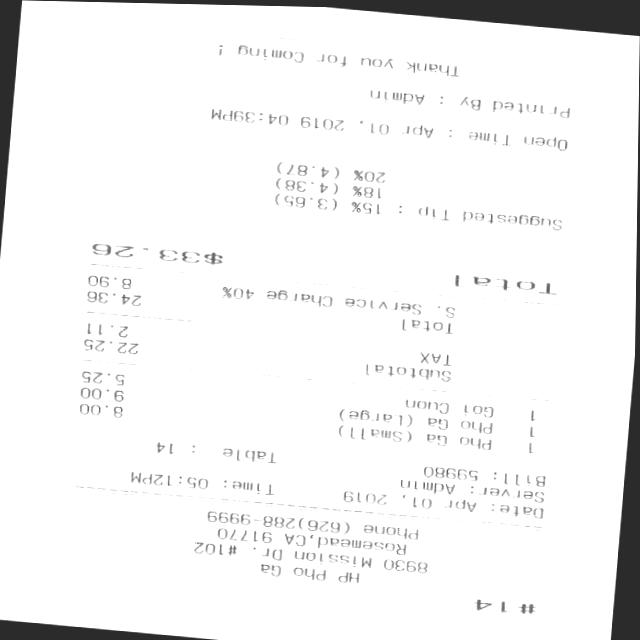 #14
HP Pho Ga
8930 Mission Dr. #102
Rosemead,CA 91770
Phone (626)288-9999
Date: Apr 01, 2019 Time: 05:12PM
Server: Admin
Bill: 59980 Table : 14
1 Pho Ga (Small) 8.00
1 Pho Ga (Large) 9.00
1 Goi Cuon 5.25
Subtotal 22.25
TAX 2.11
Total 24.36
S. Service Charge 40% 8.90
Total $33.26
Suggested Tip : 15% (3.65)
18% (4.38)
20% (4.87)
Open Time : Apr 01, 2019 04:39PM
Printed By : Admin
Thank you for Coming !